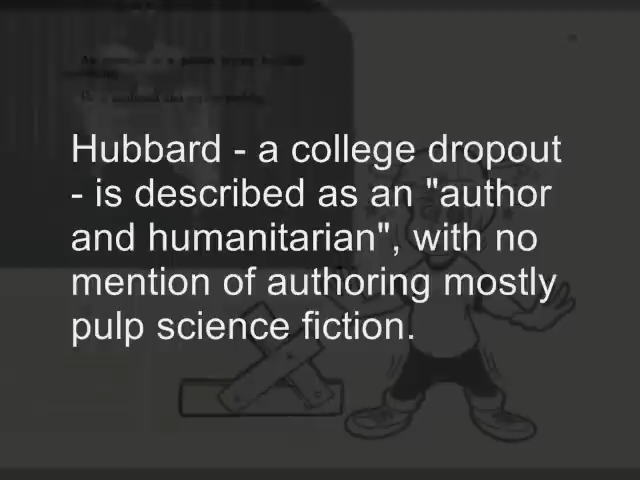 Hubbard - a college dropout
- is described as an "author
and humanitarian", with no
mention of authoring mostly
pulp science fiction.